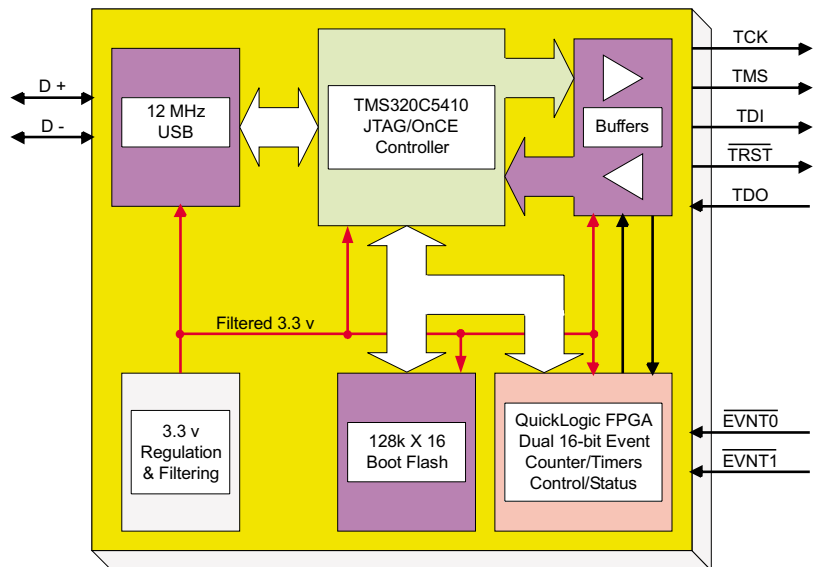 D +
D -
12 MHz
USB
TMS320C5410
JTAG/OnCE
Controller
Buffers
TCK
TMS
TDI
TRST
TDO
Filtered 3.3 v
3.3 v
Regulation
& Filtering
128k X 16
Boot Flash
QuickLogic FPGA
Dual 16-bit Event
Counter/Timers
Control/Status
EVNT0
EVNT1